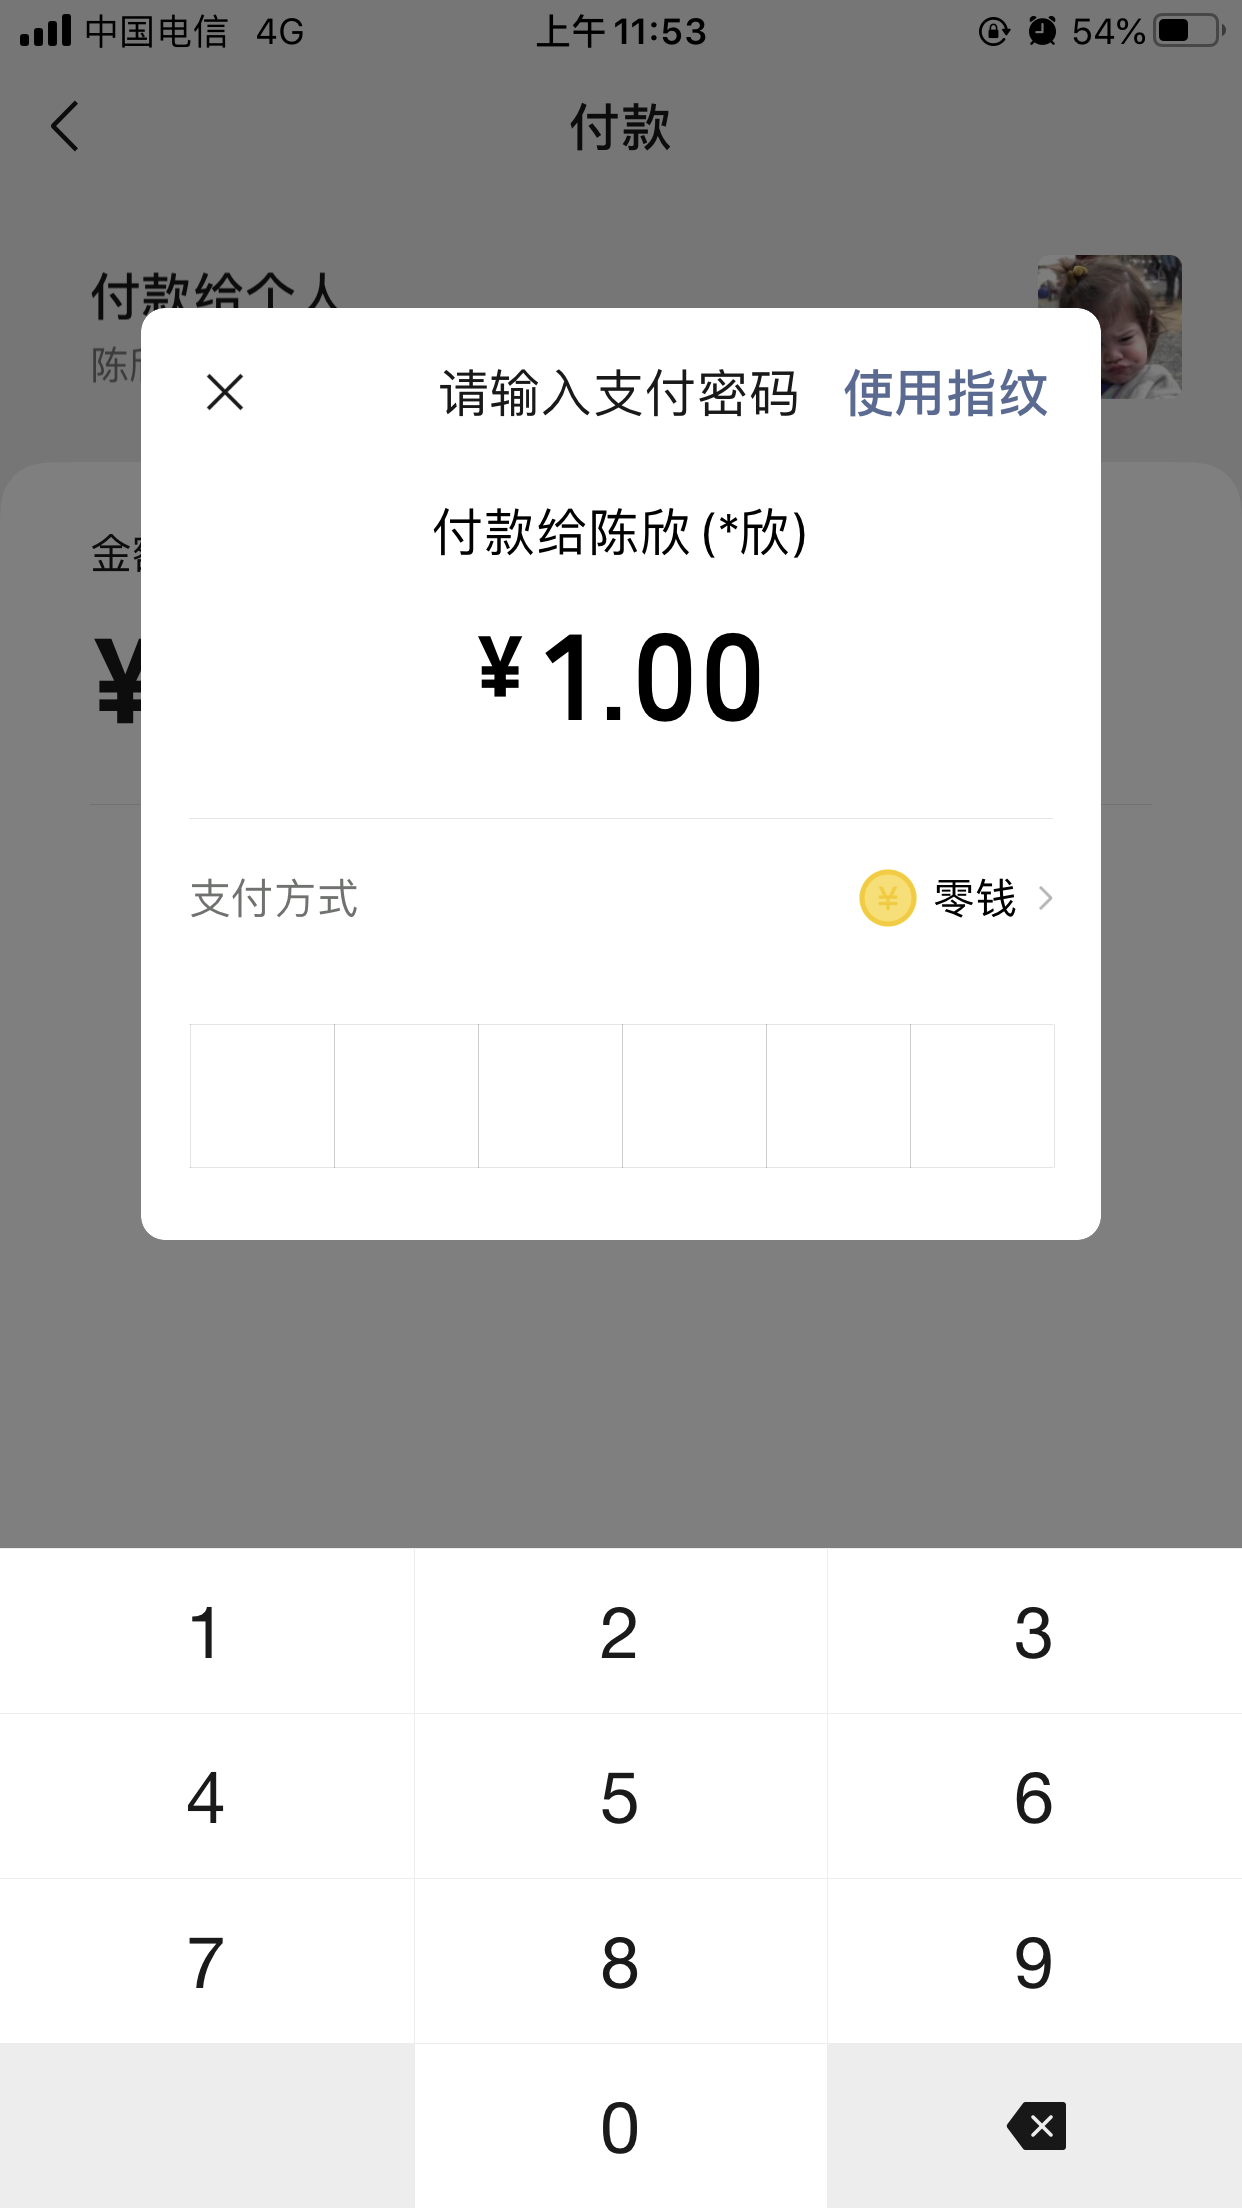 中国电信 4G 上午11:53 54%
付款
付款给个人
陈
请输入支付密码 使用指纹
付款给陈欣(*欣)
金
¥
¥1.00
支付方式 ¥ 零钱
1 2 3
4 5 6
7 8 9
0